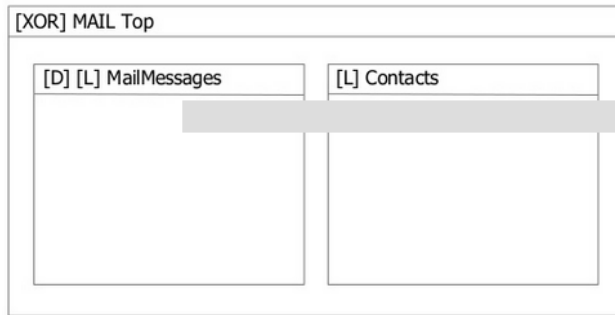 [XOR] MAIL Top
[D] [L] MailMessages
[L] Contacts